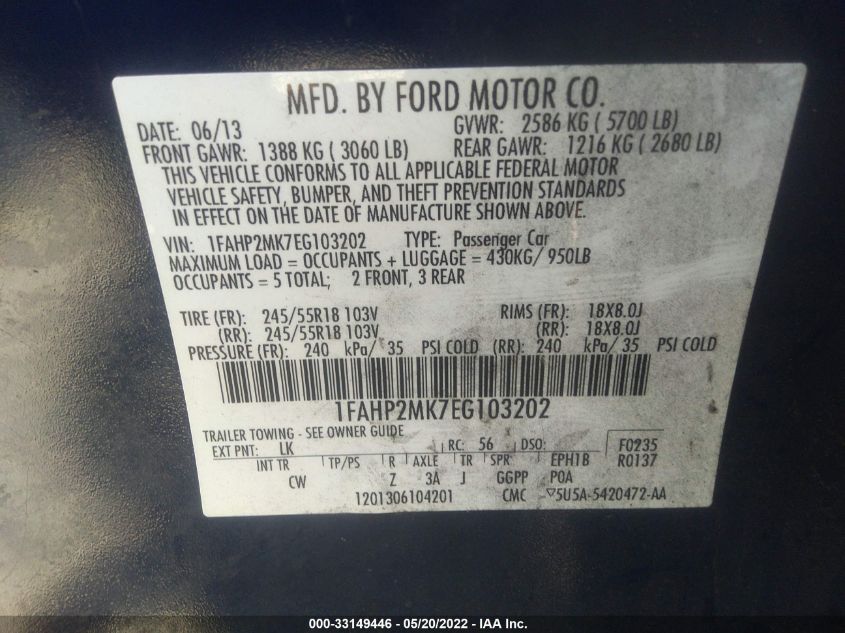 MFD. BY FORD MOTOR CO.
DATE: 06/13 GVWR: 2586 KG ( 5700 LB)
FRONT GAWR: 1388 KG ( 3060 LB) REAR GAWR: 1216 KG ( 2680 LB)
THIS VEHICLE CONFORMS TO ALL APPLICABLE FEDERAL MOTOR
VEHICLE SAFETY, BUMPER, AND THEFT PREVENTION STANDARDS
IN EFFECT ON THE DATE OF MANUFACTURE SHOWN ABOVE.
VIN: 1FAHP2MK7EG103202 TYPE: Passenger Car
MAXIMUM LOAD = OCCUPANTS + LUGGAGE = 430KG/ 950LB
OCCUPANTS = 5 TOTAL; 2 FRONT, 3 REAR
TIRE (FR): 245/55R18 103V RIMS (FR): 18X8.0J
(RR): 245/55R18 103V (RR): 18X8.0J
PRESSURE (FR): 240 kPa/ 35 PSI COLD (RR): 240 kPa/ 35 PSI COLD
1FAHP2MK7EG103202
TRAILER TOWING - SEE OWNER GUIDE
EXT PNT: LK RC: 56 DSO: F0235
INT TR TP/PS R AXLE TR SPR EPH1B R0137
CW Z 3A J GGPP POA
1201306104201 CMC ▽5U5A-5420472-AA
000-33149446 - 05/20/2022 - IAA Inc.